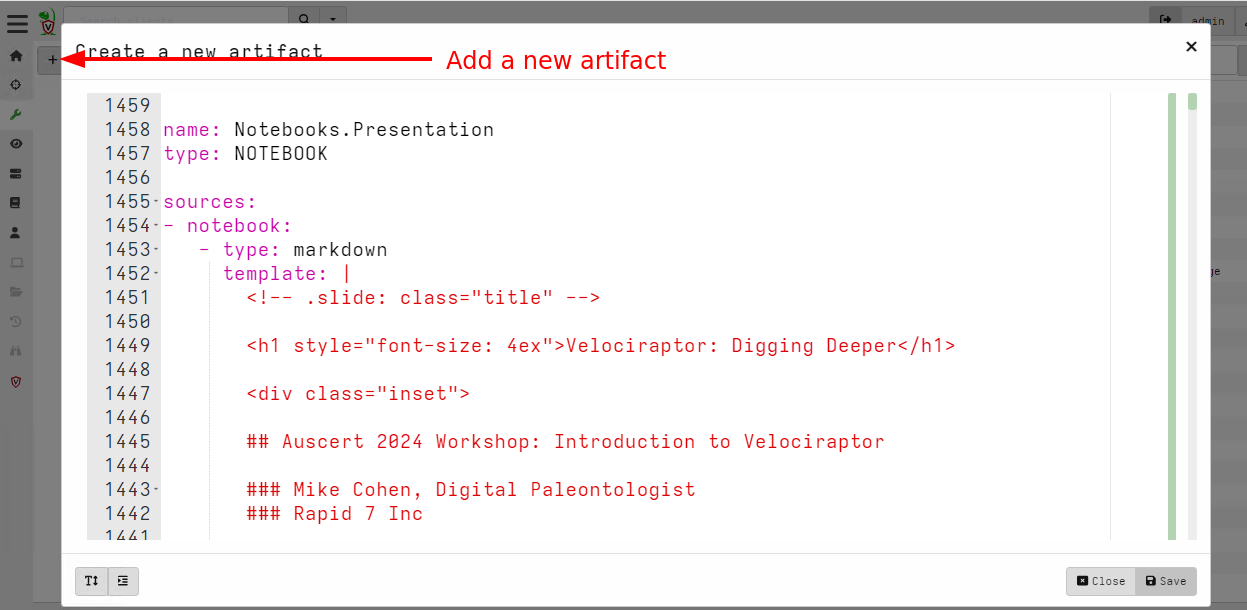 Search clients
admin
Create a new artifact
Add a new artifact
1459
1458 name: Notebooks.Presentation
1457 type: NOTEBOOK
1456
1455 sources:
1454 - notebook:
1453 - type: markdown
1452 template: |
1451 <!-- .slide: class="title" -->
1450
1449 <h1 style="font-size: 4ex">Velociraptor: Digging Deeper</h1>
1448
1447 <div class="inset">
1446
1445 ## Auscert 2024 Workshop: Introduction to Velociraptor
1444
1443 ### Mike Cohen, Digital Paleontologist
1442 ### Rapid 7 Inc
1441
Close Save